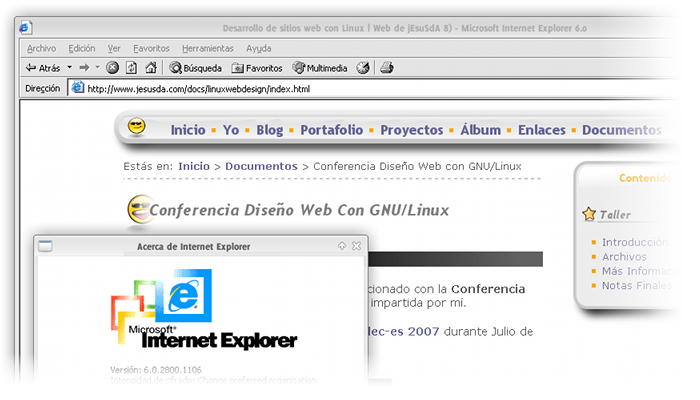 Desarrollo de sitios web con Linux | Web de jEsuSdA 8) - Microsoft Internet Explorer 6.0
Archivo Edición Ver Favoritos Herramientas Ayuda
Atrás Búsqueda Favoritos Multimedia
Dirección http://www.jesusda.com/docs/linuxwebdesign/index.html
Inicio Yo Blog Portafolio Proyectos Álbum Enlaces Documentos
Estás en: Inicio > Documentos > Conferencia Diseño Web con GNU/Linux
Contenido
Conferencia Diseño Web Con GNU/Linux
Taller
Introducción
Archivos
Más Informac
Notas Finales
Acerca de Internet Explorer
cionado con la Conferencia
impartida por mí.
lec-es 2007 durante Julio de
Microsoft
Internet Explorer
Versión: 6.0.2800.1106
Intensidad de cifrado: Change preferred organisation